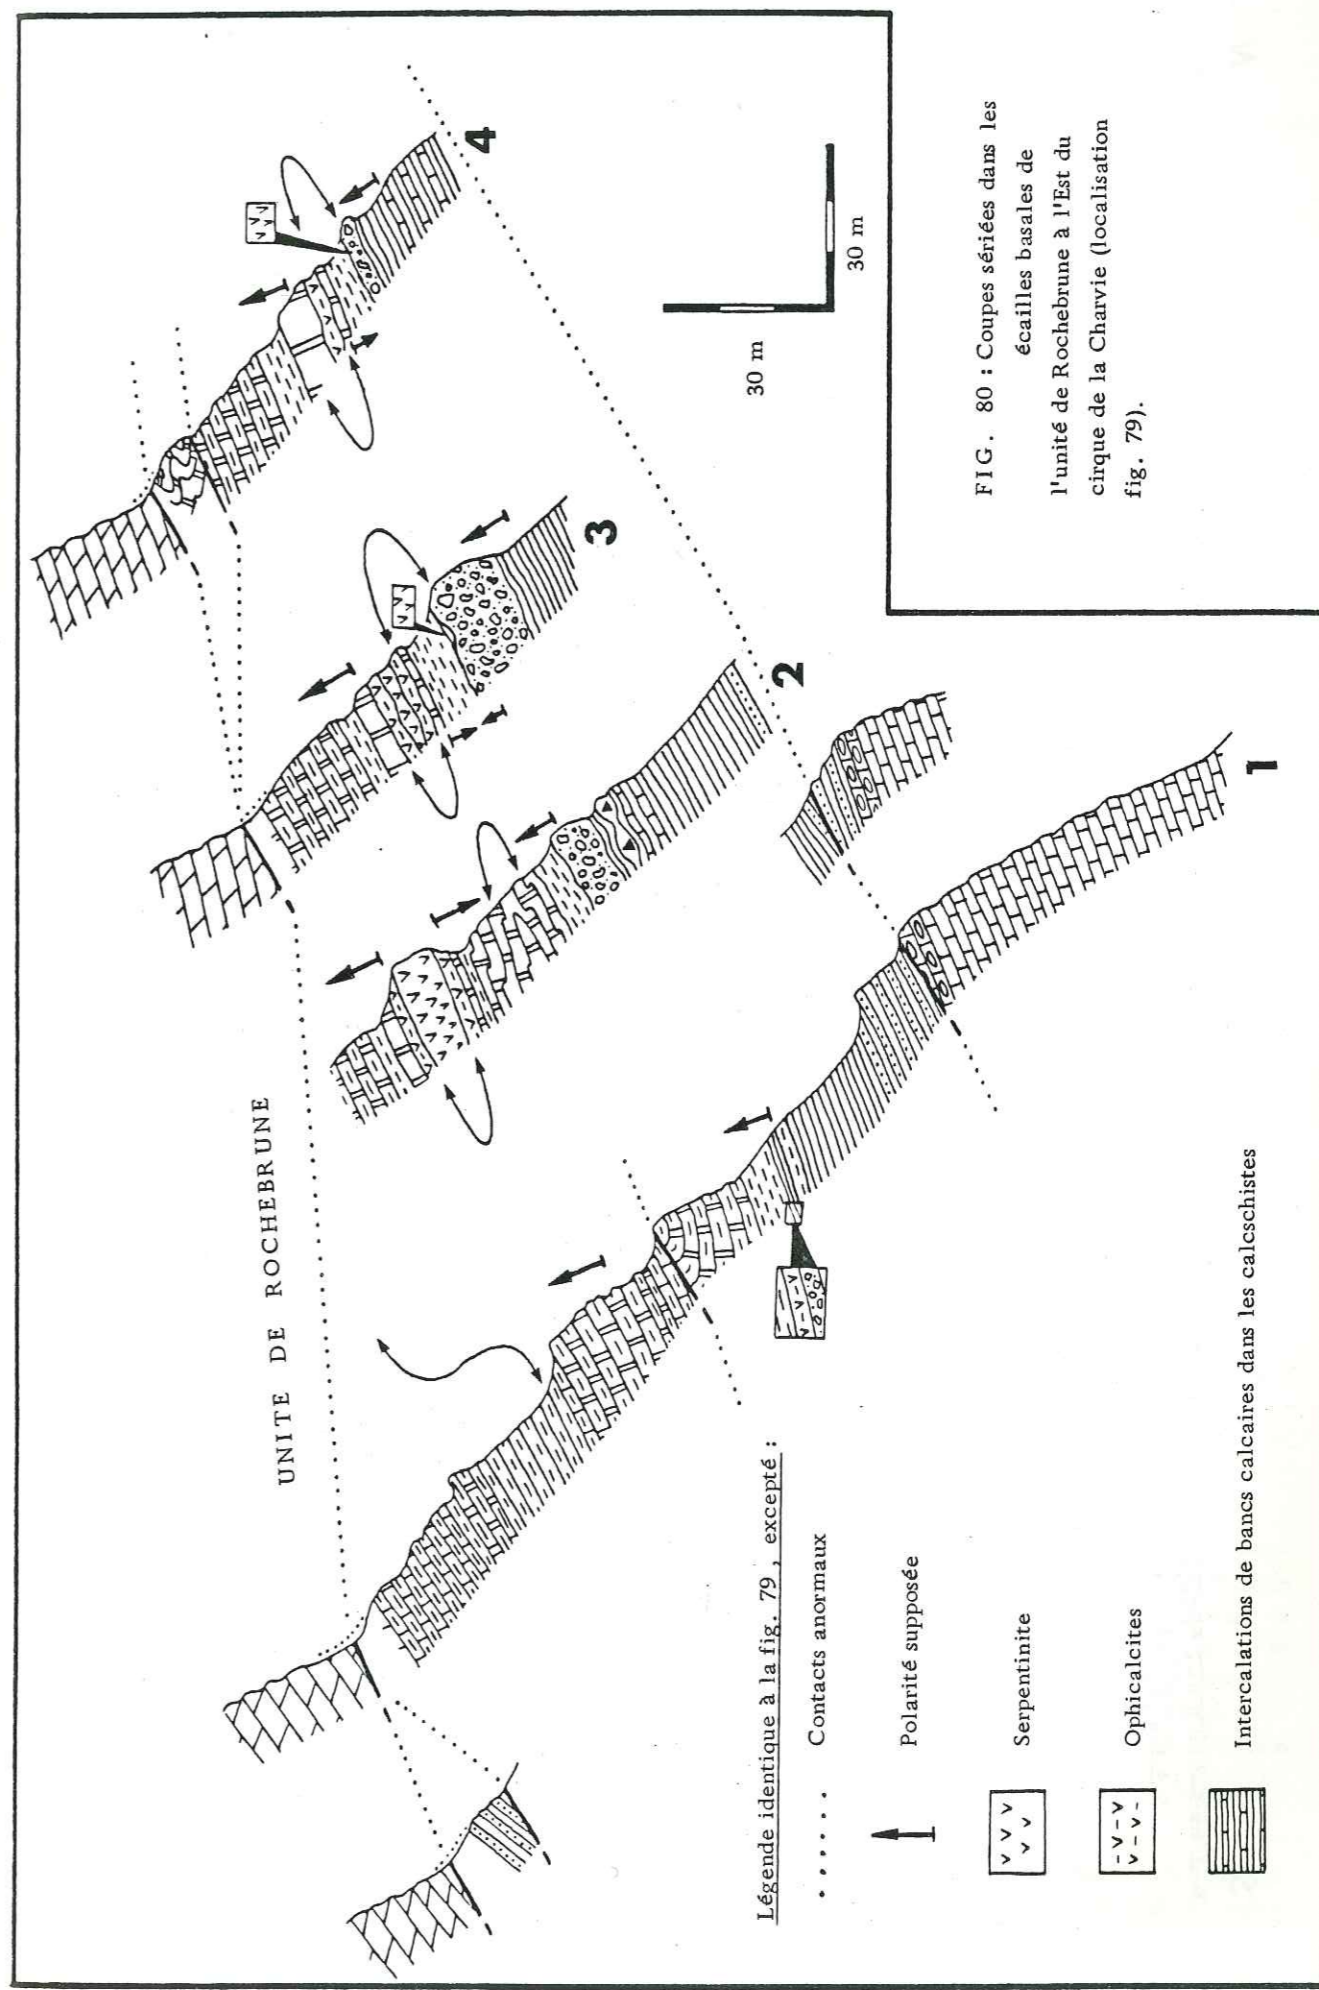 UNITE DE ROCHEBRUNE
1
2
3
4
30 m
30 m
Légende identique à la fig. 79, excepté :
Contacts anormaux
Polarité supposée
Serpentinite
Ophicalcites
Intercalations de bancs calcaires dans les calcschistes
FIG. 80 : Coupes sériées dans les
écailles basales de
l'unité de Rochebrune à l'Est du
cirque de la Charvie (localisation
fig. 79).